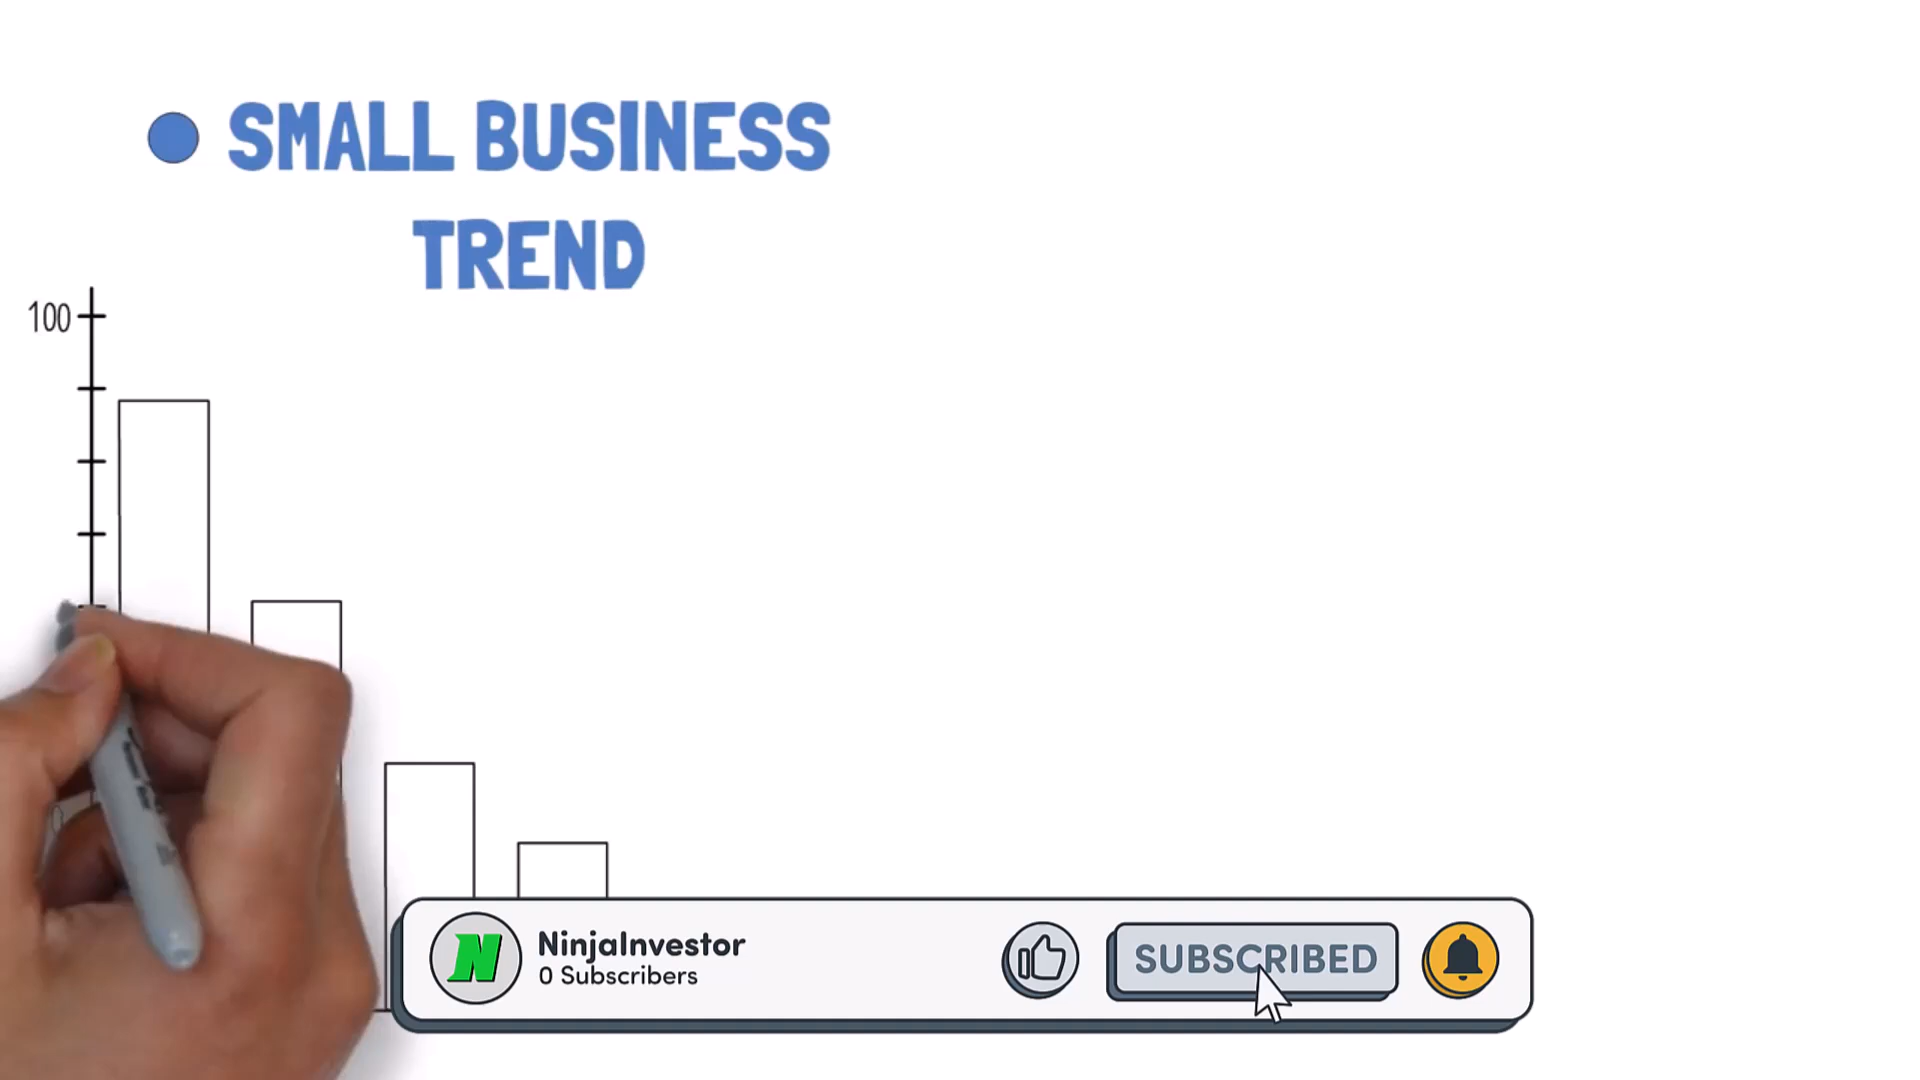 SMALL BUSINESS
TREND
100
N
NinjaInvestor
0 Subscribers
SUBSCRIBED